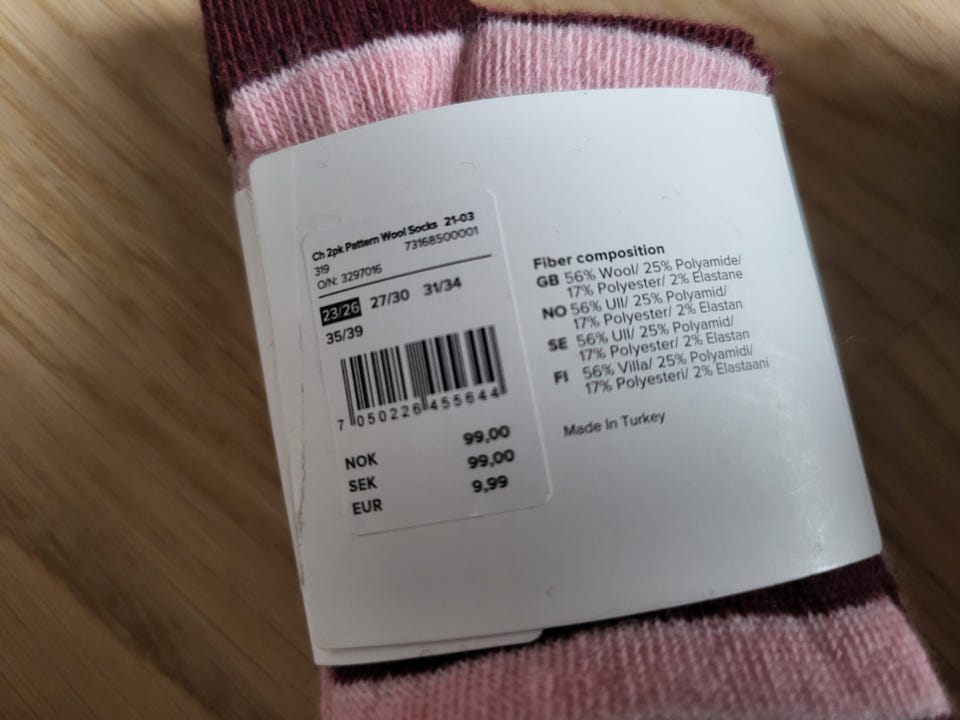 Ch 2pk Pattern Wool Socks 21-03
319 73168500001
O/N: 3297016
23/26 27/30 31/34
35/39
7 050226 455644
NOK 99,00
SEK 99,00
EUR 9,99
Fiber composition
GB 56% Wool/ 25% Polyamide/
17% Polyester/ 2% Elastane
NO 56% Ull/ 25% Polyamid/
17% Polyester/ 2% Elastan
SE 56% Ull/ 25% Polyamid/
17% Polyester/ 2% Elastan
FI 56% Villa/ 25% Polyamidi/
17% Polyesteri/ 2% Elastaani
Made In Turkey